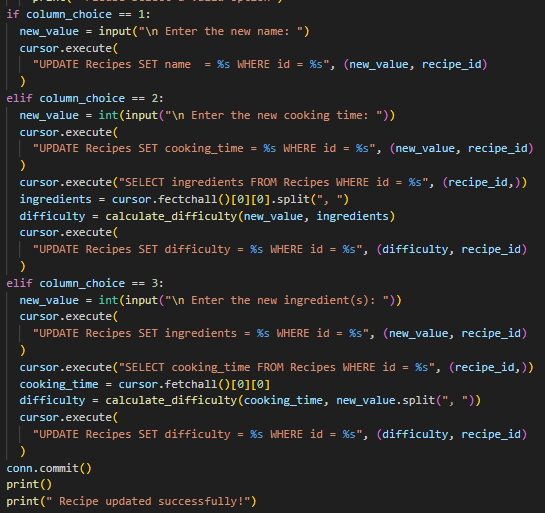 if column_choice == 1:
  new_value = input("\n Enter the new name: ")
  cursor.execute(
    "UPDATE Recipes SET name  = %s WHERE id = %s", (new_value, recipe_id)
  )
elif column_choice == 2:
  new_value = int(input("\n Enter the new cooking time: "))
  cursor.execute(
    "UPDATE Recipes SET cooking_time = %s WHERE id = %s", (new_value, recipe_id)
  )
  cursor.execute("SELECT ingredients FROM Recipes WHERE id = %s", (recipe_id,))
  ingredients = cursor.fectchall()[0][0].split(", ")
  difficulty = calculate_difficulty(new_value, ingredients)
  cursor.execute(
    "UPDATE Recipes SET difficulty = %s WHERE id = %s", (difficulty, recipe_id)
  )
elif column_choice == 3:
  new_value = int(input("\n Enter the new ingredient(s): "))
  cursor.execute(
    "UPDATE Recipes SET ingredients = %s WHERE id = %s", (new_value, recipe_id)
  )
  cursor.execute("SELECT cooking_time FROM Recipes WHERE id = %s", (recipe_id,))
  cooking_time = cursor.fetchall()[0][0]
  difficulty = calculate_difficulty(cooking_time, new_value.split(", "))
  cursor.execute(
    "UPDATE Recipes SET difficulty = %s WHERE id = %s", (difficulty, recipe_id)
  )
conn.commit()
print()
print(" Recipe updated successfully!")